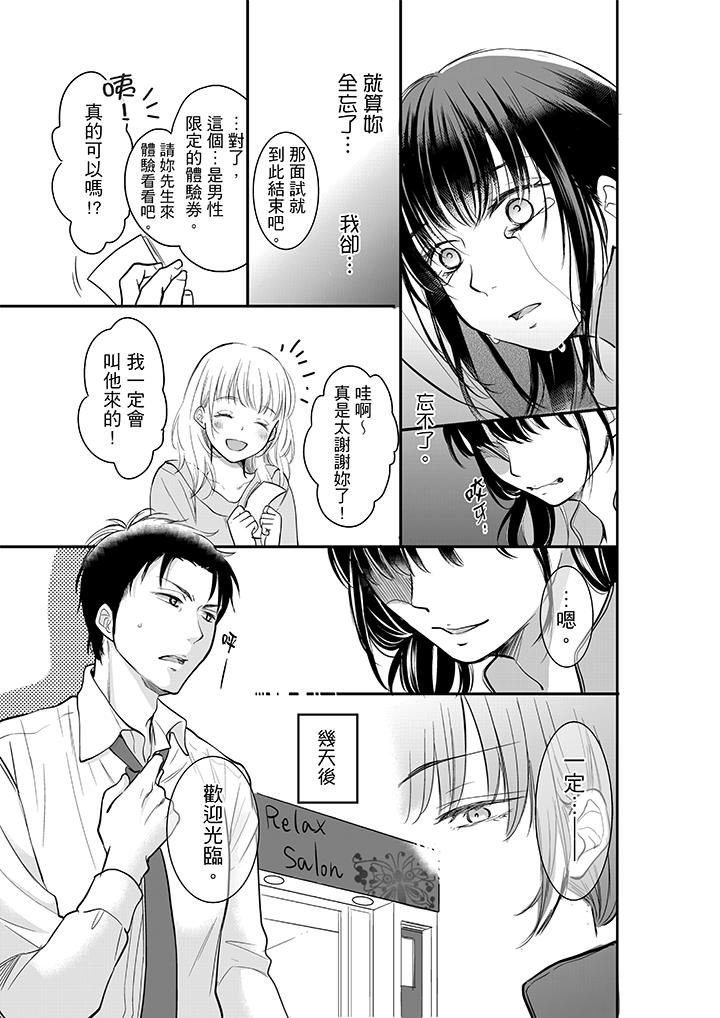 就算妳
全忘了…
我卻…
忘不了。
咬牙…
那面試就
到此結束吧。
…對了，
這個…是男性
限定的體驗券。
請妳先生來
體驗看看吧。
咦！
真的可以嗎!?
哇啊～
真是太謝謝妳了！
我一定會
叫他來的！
…嗯。
一定…
幾天後
Relax
Salon
歡迎光臨。
呼…